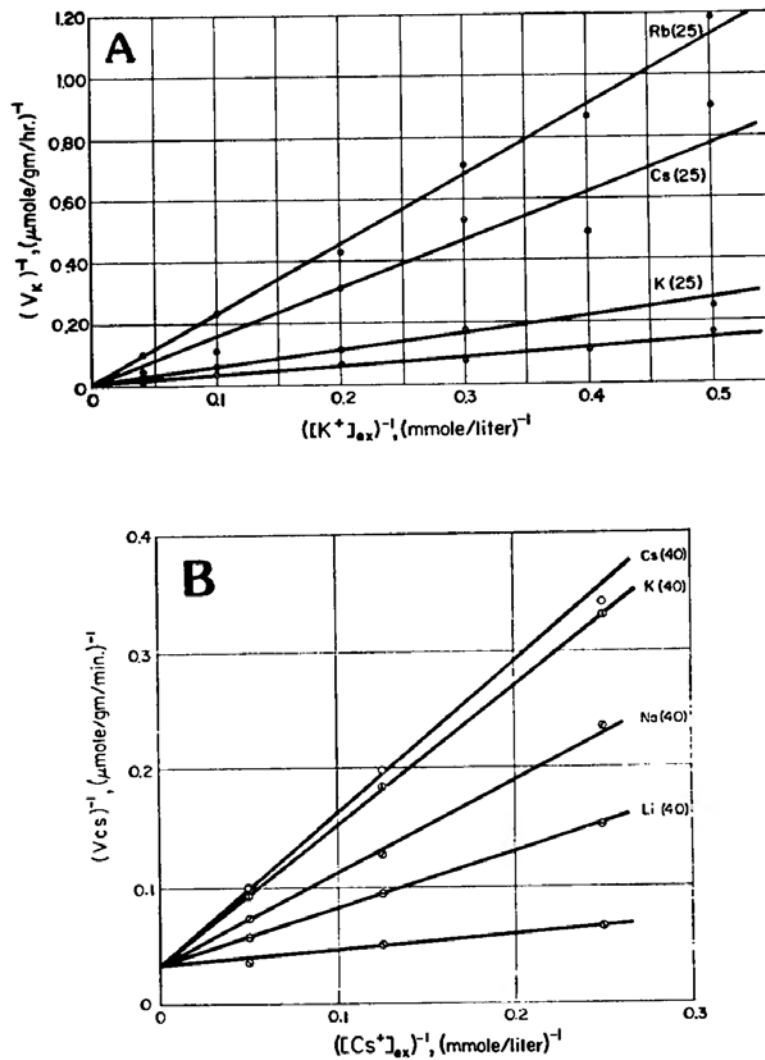 A
1.20
1.00
0.80
0.60
0.40
0.20
0
(V_K)⁻¹, (μmole/gm/hr.)⁻¹
Rb(25)
Cs(25)
K(25)
0 0.1 0.2 0.3 0.4 0.5
([K⁺]ₑₓ)⁻¹, (mmole/liter)⁻¹
B
0.4
0.3
0.2
0.1
0
(Vcs)⁻¹, (μmole/gm/min.)⁻¹
Cs(40)
K(40)
Na(40)
Li(40)
0 0.1 0.2 0.3
([Cs⁺]ₑₓ)⁻¹, (mmole/liter)⁻¹